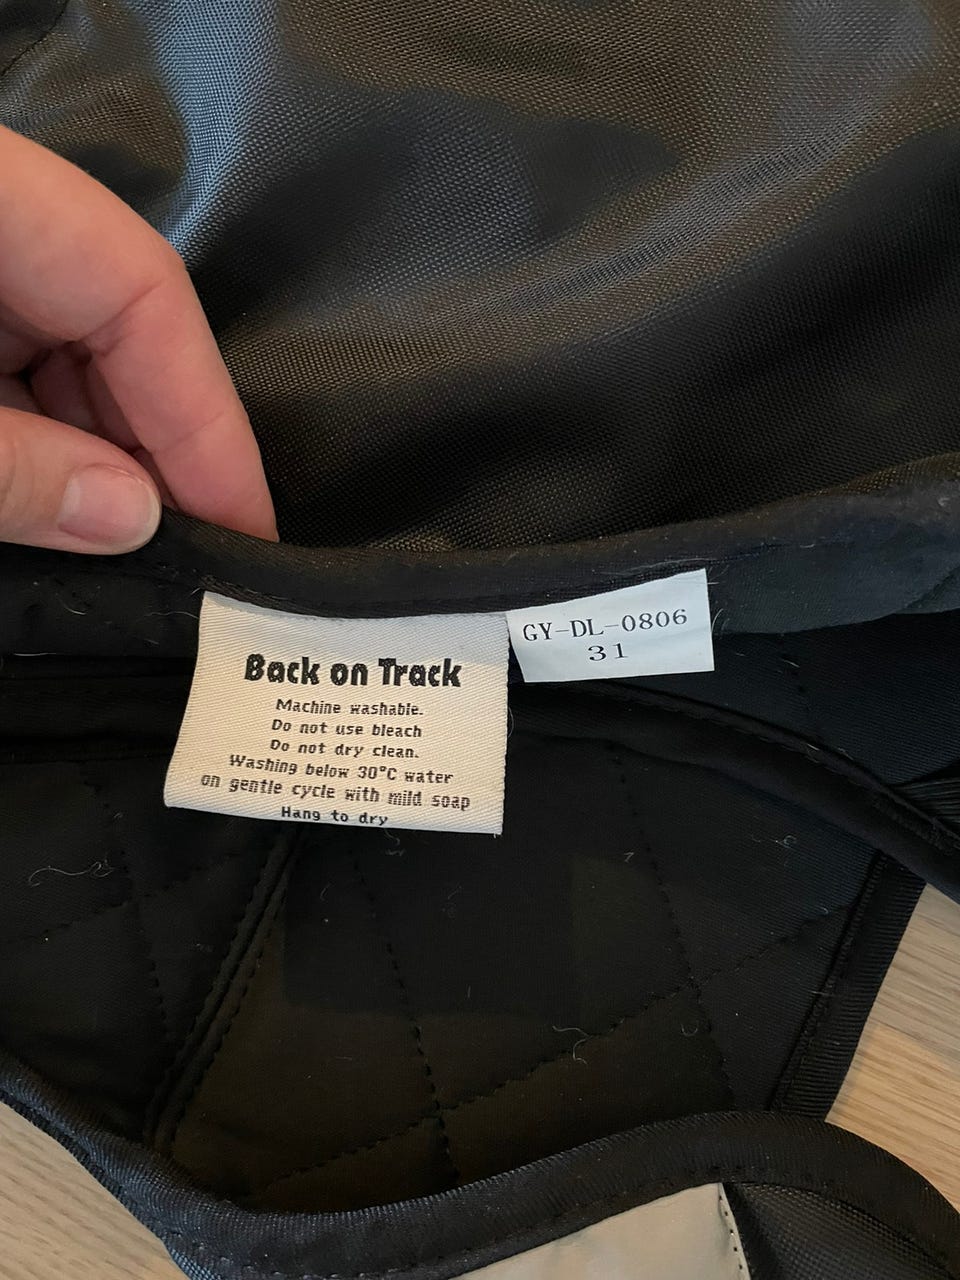 Back on Track
Machine washable.
Do not use bleach
Do not dry clean.
Washing below 30°C water
on gentle cycle with mild soap
Hang to dry
GY-DL-0806
31